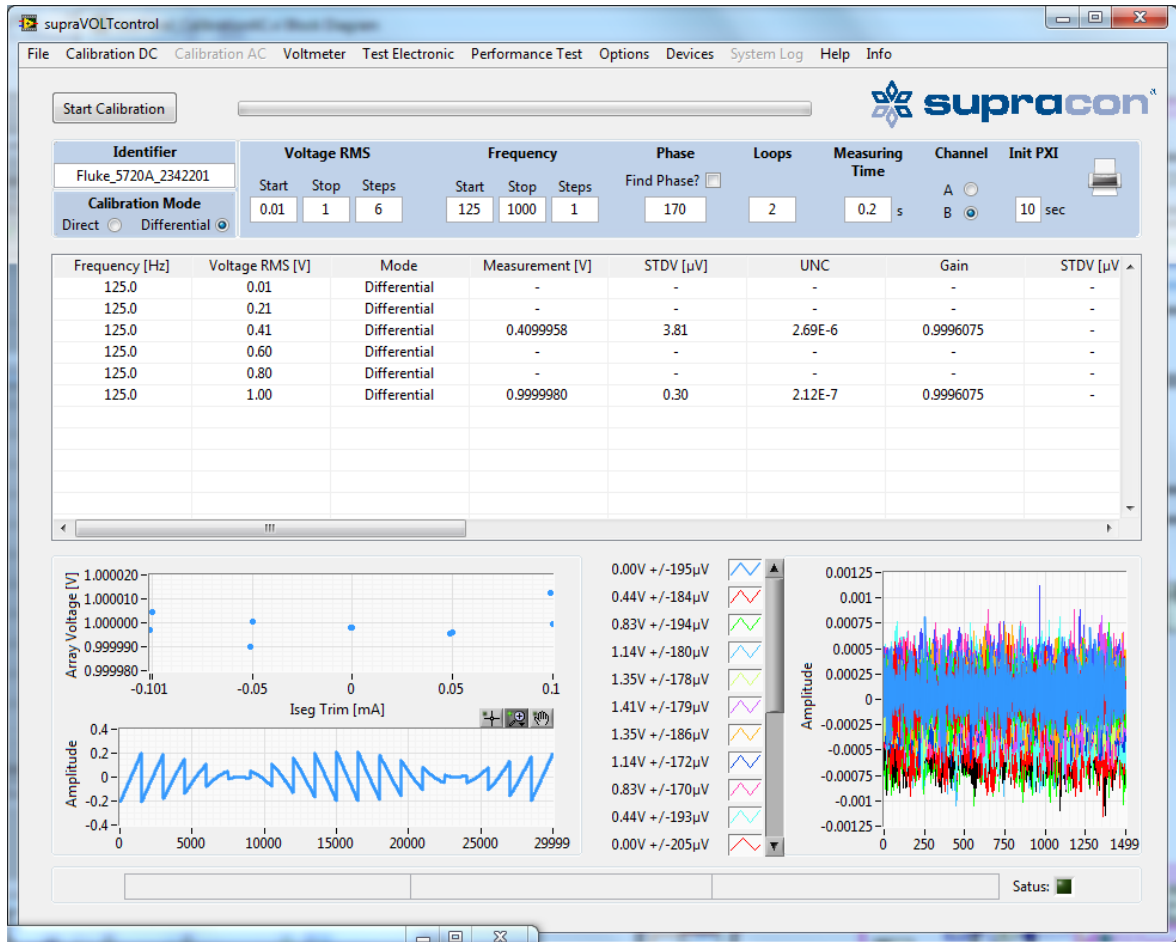 supraVOLTcontrol
File Calibration DC Calibration AC Voltmeter Test Electronic Performance Test Options Devices System Log Help Info
Start Calibration
supracon
Identifier
Fluke_5720A_2342201
Calibration Mode
Direct Differential
Voltage RMS
Start Stop Steps
0.01 1 6
Frequency
Start Stop Steps
125 1000 1
Phase
Find Phase?
170
Loops
2
Measuring
Time
0.2 s
Channel
A
B
Init PXI
10 sec
Frequency [Hz] Voltage RMS [V] Mode Measurement [V] STDV [µV] UNC Gain STDV [µV
125.0 0.01 Differential - - - - -
125.0 0.21 Differential - - - - -
125.0 0.41 Differential 0.4099958 3.81 2.69E-6 0.9996075 -
125.0 0.60 Differential - - - - -
125.0 0.80 Differential - - - - -
125.0 1.00 Differential 0.9999980 0.30 2.12E-7 0.9996075 -
Array Voltage [V]
1.000020
1.000010
1.000000
0.999990
0.999980
-0.101 -0.05 0 0.05 0.1
Iseg Trim [mA]
Amplitude
0.4
0.2
0
-0.2
-0.4
0 5000 10000 15000 20000 25000 29999
0.00V +/-195µV
0.44V +/-184µV
0.83V +/-194µV
1.14V +/-180µV
1.35V +/-178µV
1.41V +/-179µV
1.35V +/-186µV
1.14V +/-172µV
0.83V +/-170µV
0.44V +/-193µV
0.00V +/-205µV
Amplitude
0.00125
0.001
0.00075
0.0005
0.00025
0
-0.00025
-0.0005
-0.00075
-0.001
-0.00125
0 250 500 750 1000 1250 1499
Satus: